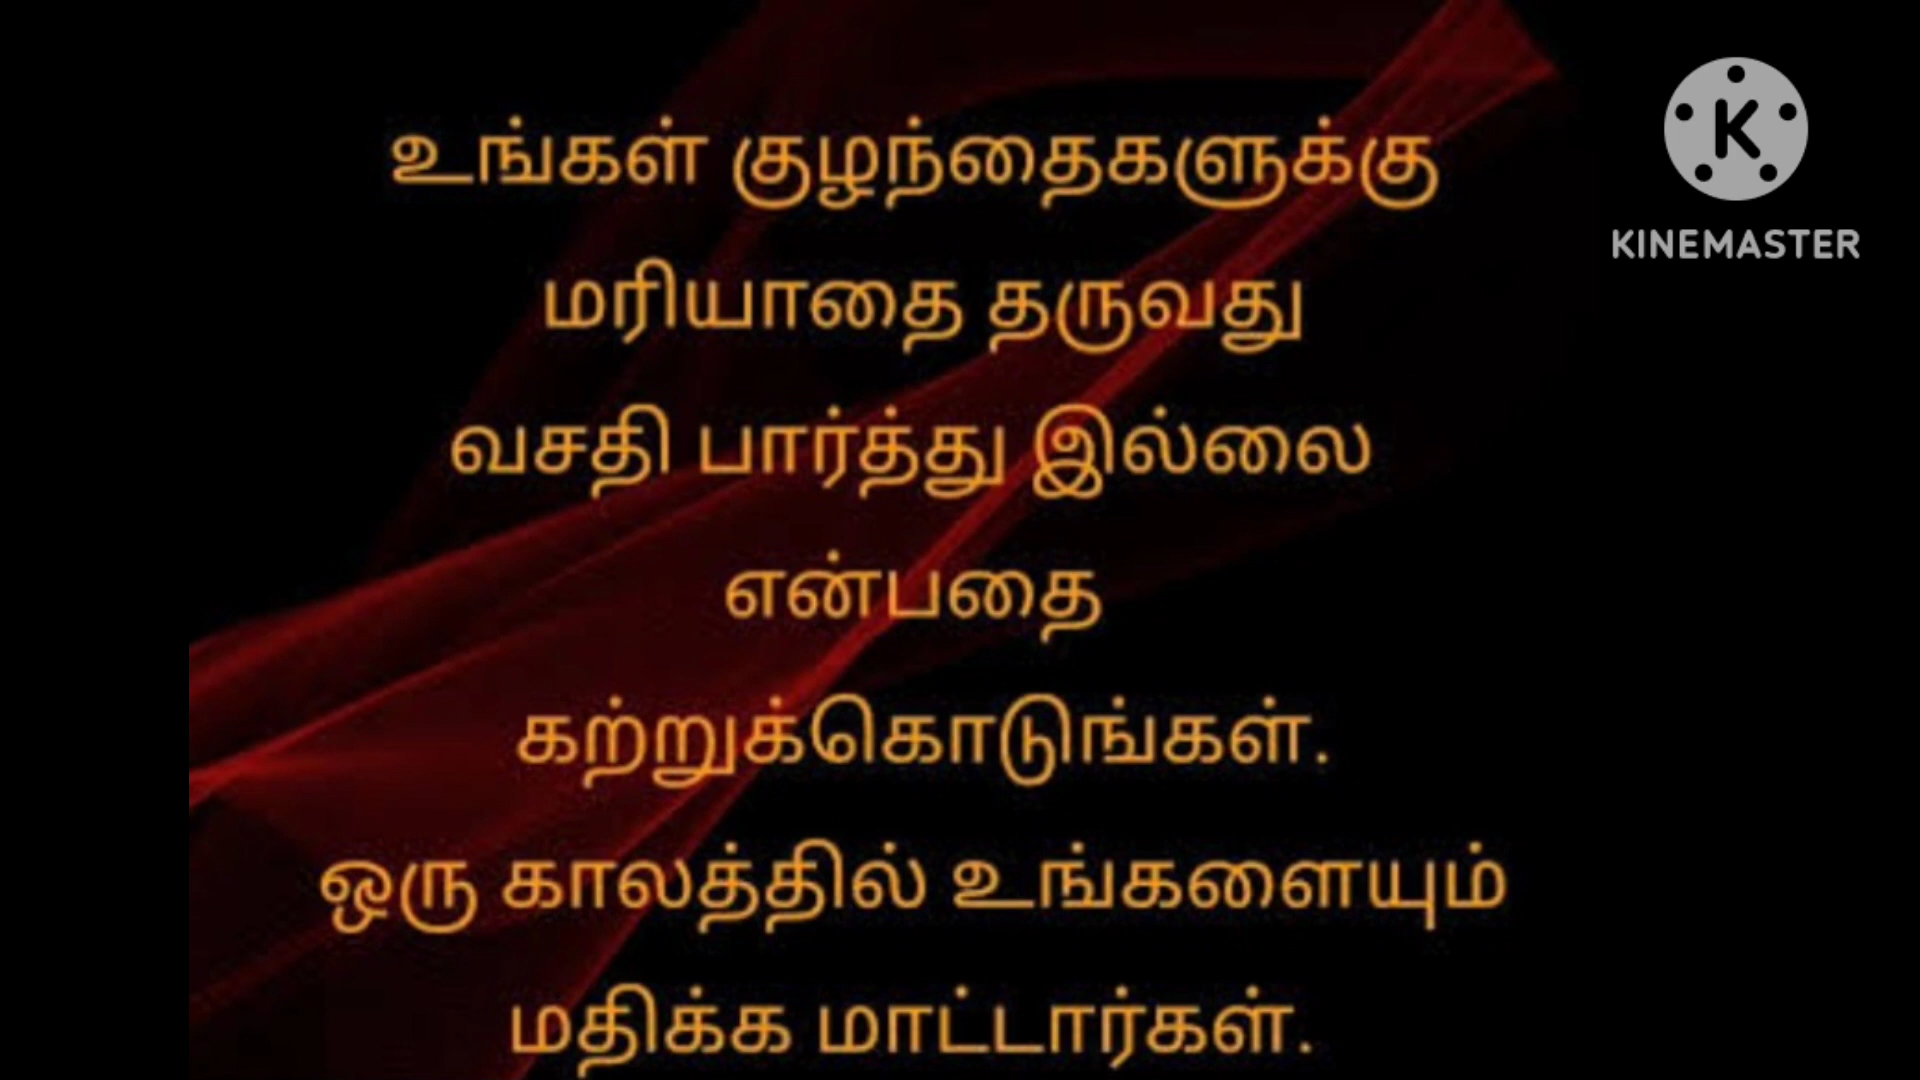 உங்கள் குழந்தைகளுக்கு
மரியாதை தருவது
வசதி பார்த்து இல்லை
என்பதை
கற்றுக்கொடுங்கள்.
ஒரு காலத்தில் உங்களையும்
மதிக்க மாட்டார்கள்.
K
KINEMASTER